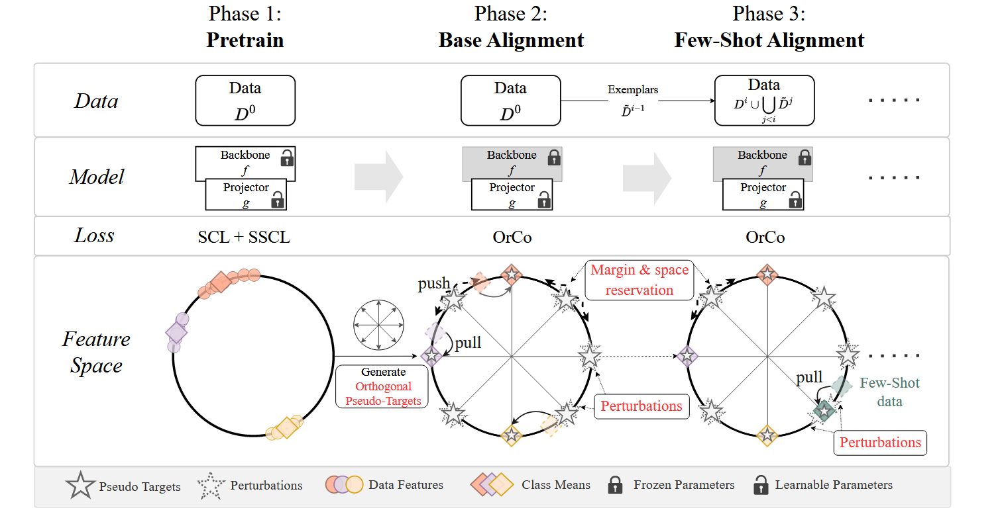 Phase 1:
Pretrain
Phase 2:
Base Alignment
Phase 3:
Few-Shot Alignment
Data
Data
D⁰
Data
D⁰
Exemplars
D̃ⁱ⁻¹
Data
Dⁱ ∪ ⋃ D̃ʲ
j<i
.....
Model
Backbone
f
Projector
g
Backbone
f
Projector
g
Backbone
f
Projector
g
.....
Loss
SCL + SSCL
OrCo
OrCo
Feature
Space
Generate
Orthogonal
Pseudo-Targets
push
pull
Margin & space
reservation
Perturbations
pull
Few-Shot
data
Perturbations
.....
Pseudo Targets
Perturbations
Data Features
Class Means
Frozen Parameters
Learnable Parameters